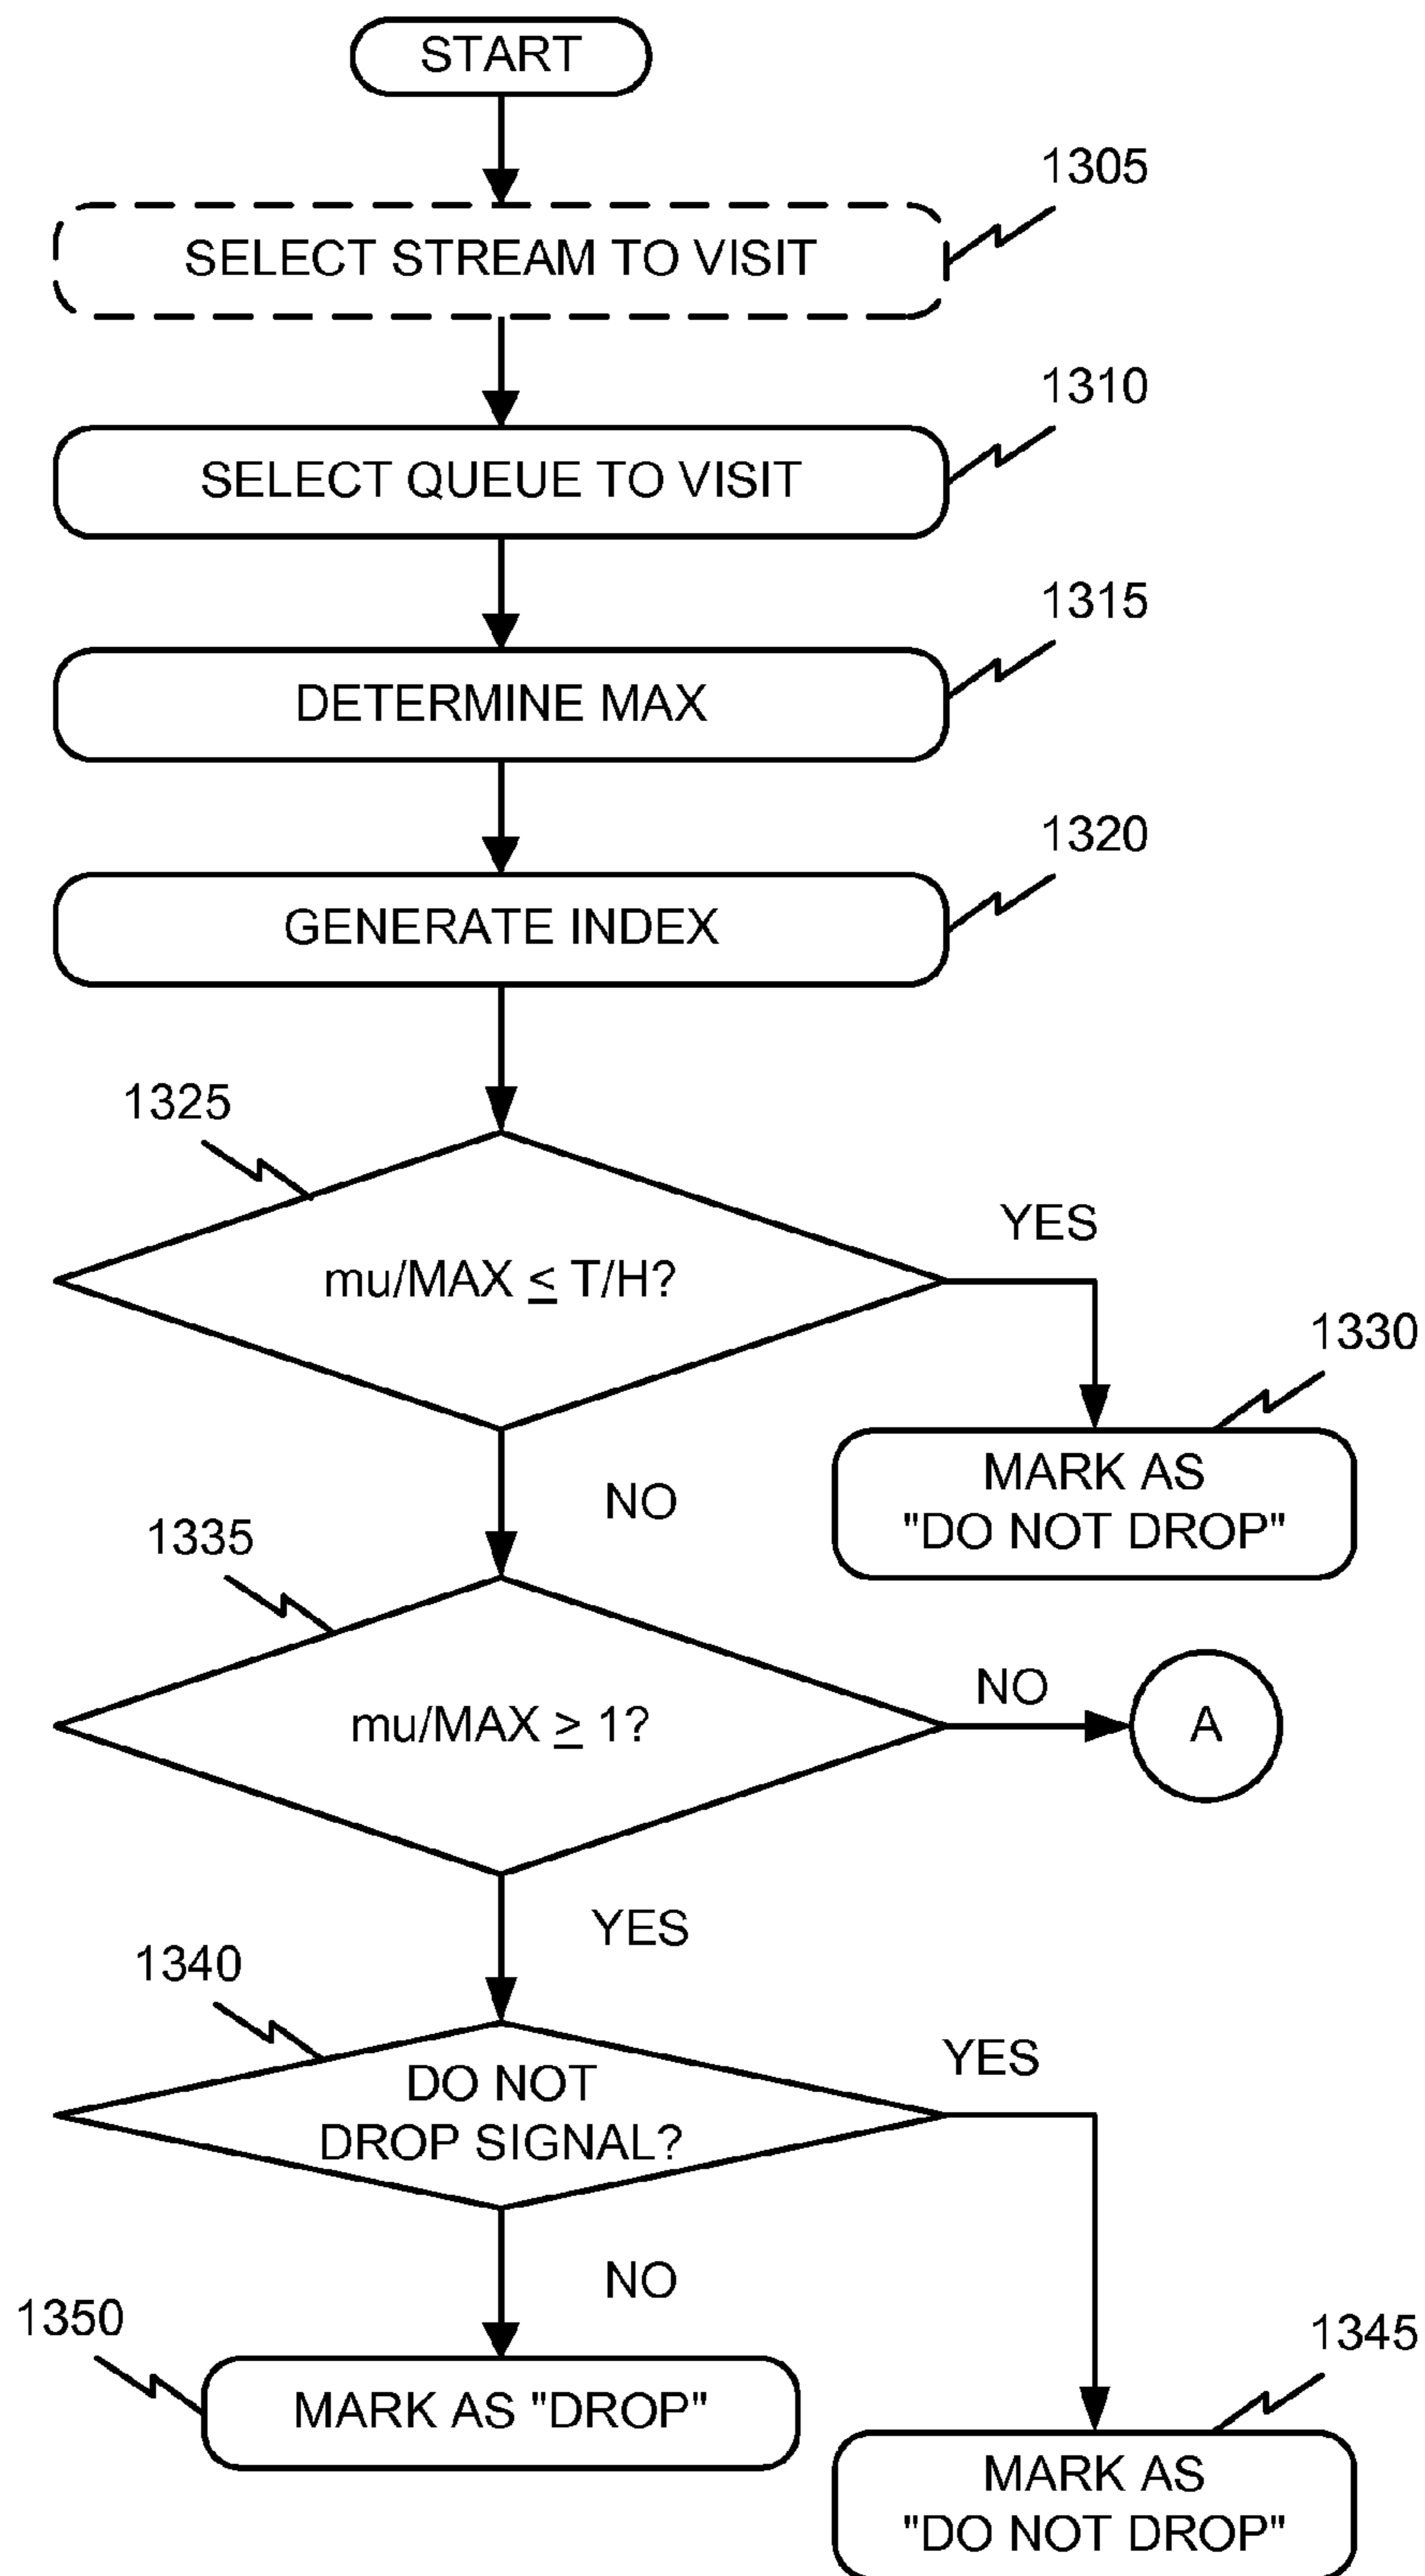 START
1305
SELECT STREAM TO VISIT
1310
SELECT QUEUE TO VISIT
1315
DETERMINE MAX
1320
GENERATE INDEX
1325
mu/MAX ≤ T/H?
YES
1330
MARK AS
"DO NOT DROP"
NO
1335
mu/MAX ≥ 1?
NO
A
YES
1340
DO NOT
DROP SIGNAL?
YES
NO
1350
MARK AS "DROP"
1345
MARK AS
"DO NOT DROP"